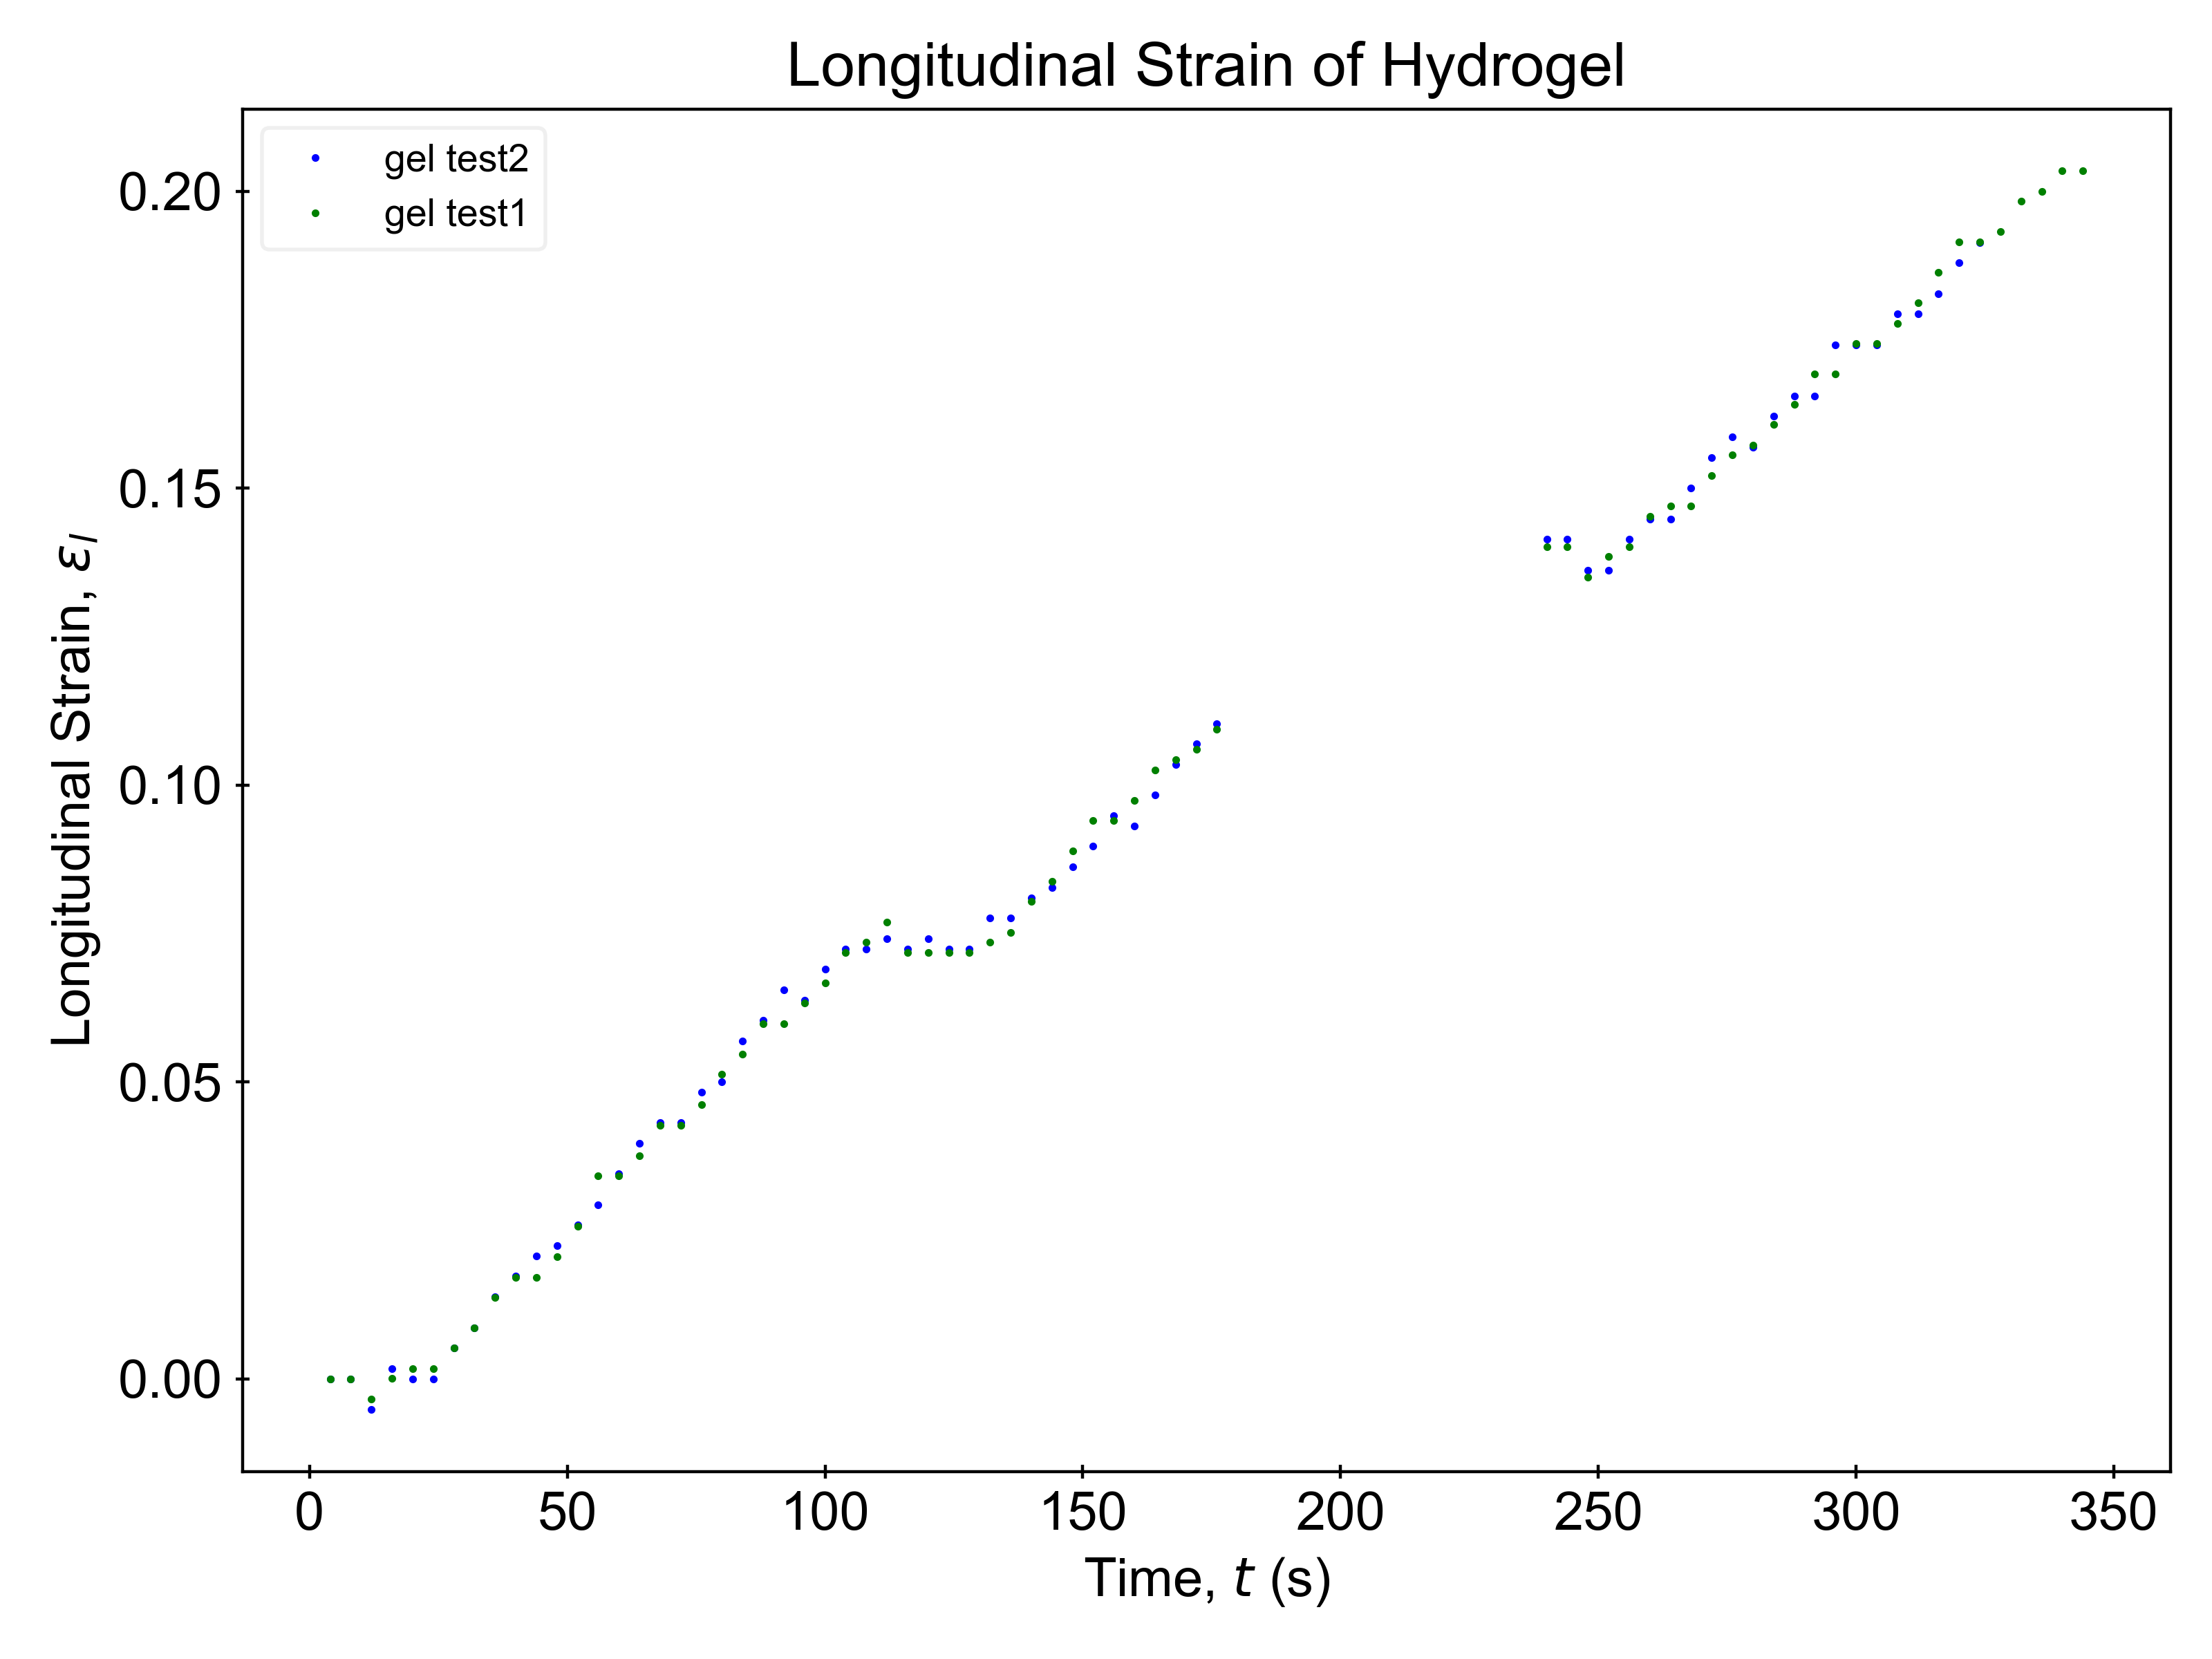 Longitudinal Strain of Hydrogel
gel test2
gel test1
0.20
0.15
0.10
0.05
0.00
Longitudinal Strain, εl
0 50 100 150 200 250 300 350
Time, t (s)